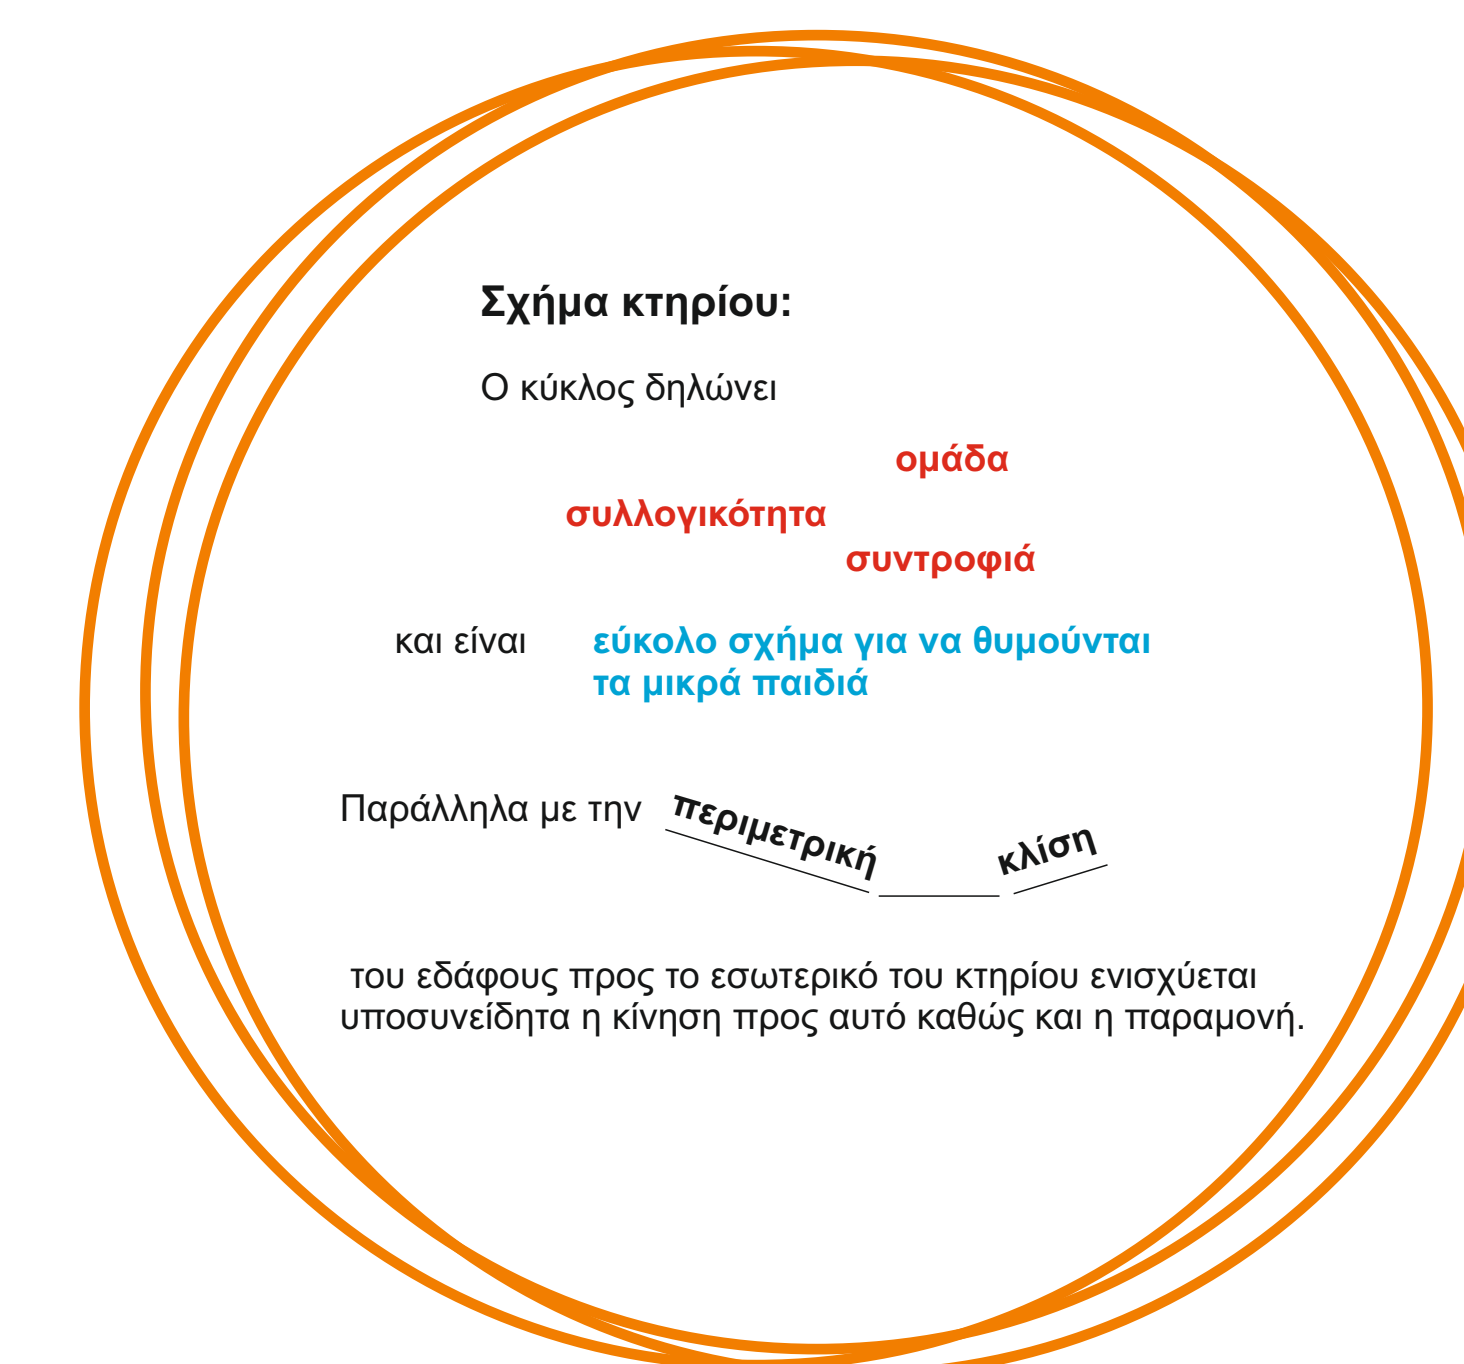 Σχήμα κτηρίου:
Ο κύκλος δηλώνει
ομάδα
συλλογικότητα
συντροφιά
και είναι εύκολο σχήμα για να θυμούνται
τα μικρά παιδιά
Παράλληλα με την περιμετρική κλίση
του εδάφους προς το εσωτερικό του κτηρίου ενισχύεται
υποσυνείδητα η κίνηση προς αυτό καθώς και η παραμονή.